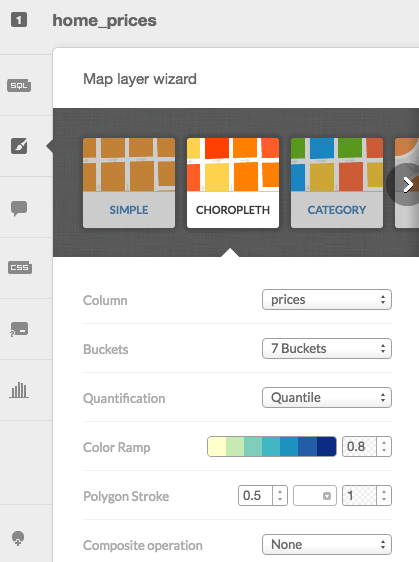 1 home_prices
Map layer wizard
SQL
SIMPLE CHOROPLETH CATEGORY
CSS
Column prices
Buckets 7 Buckets
?
Quantification Quantile
Color Ramp 0.8
Polygon Stroke 0.5 1
Composite operation None